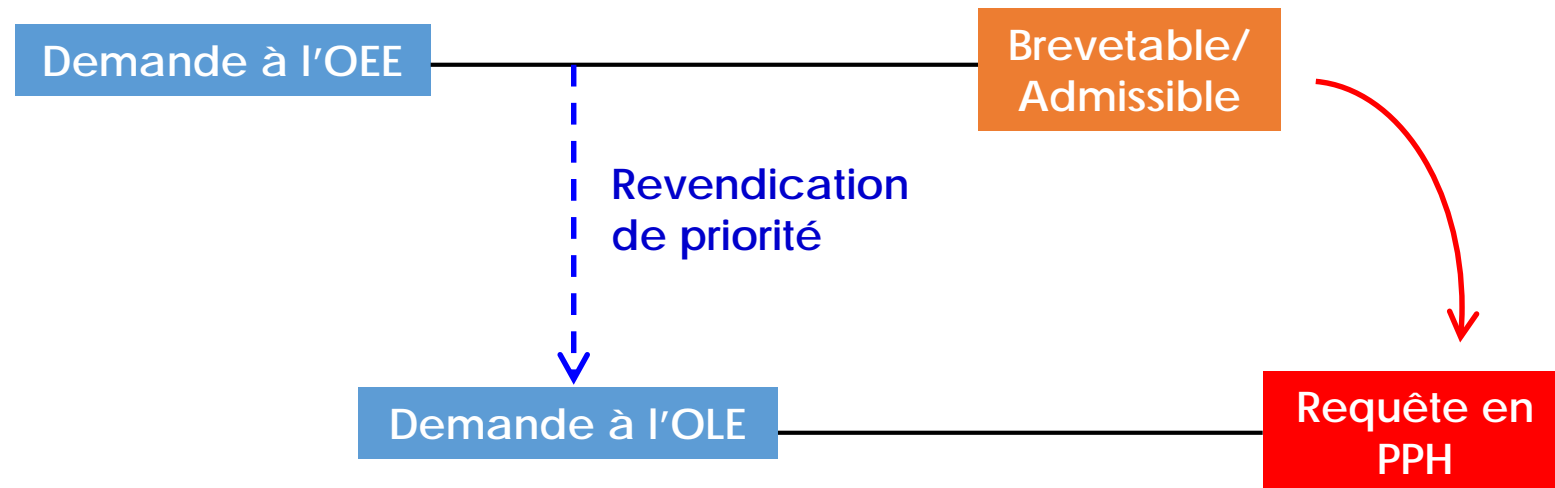 Demande à l'OEE
Brevetable/
Admissible
Revendication
de priorité
Demande à l'OLE
Requête en
PPH